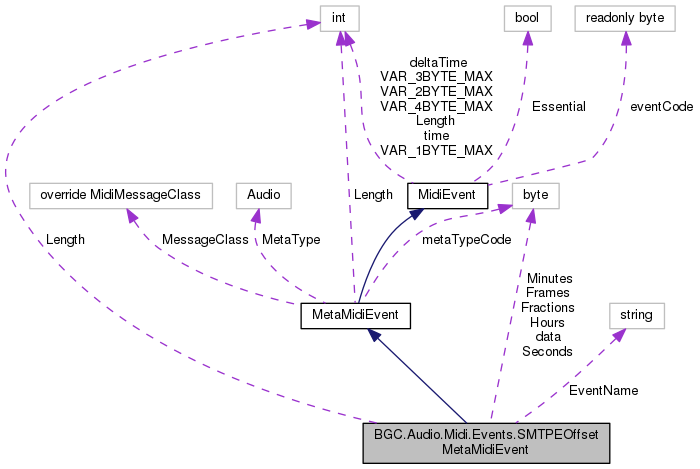 int
bool
readonly byte
deltaTime
VAR_3BYTE_MAX
VAR_2BYTE_MAX
VAR_4BYTE_MAX
Length
time
VAR_1BYTE_MAX
Essential
eventCode
override MidiMessageClass
Audio
Length
MidiEvent
byte
Length
MessageClass
MetaType
metaTypeCode
MetaMidiEvent
Minutes
Frames
Fractions
Hours
data
Seconds
string
EventName
BGC.Audio.Midi.Events.SMTPEOffset
MetaMidiEvent